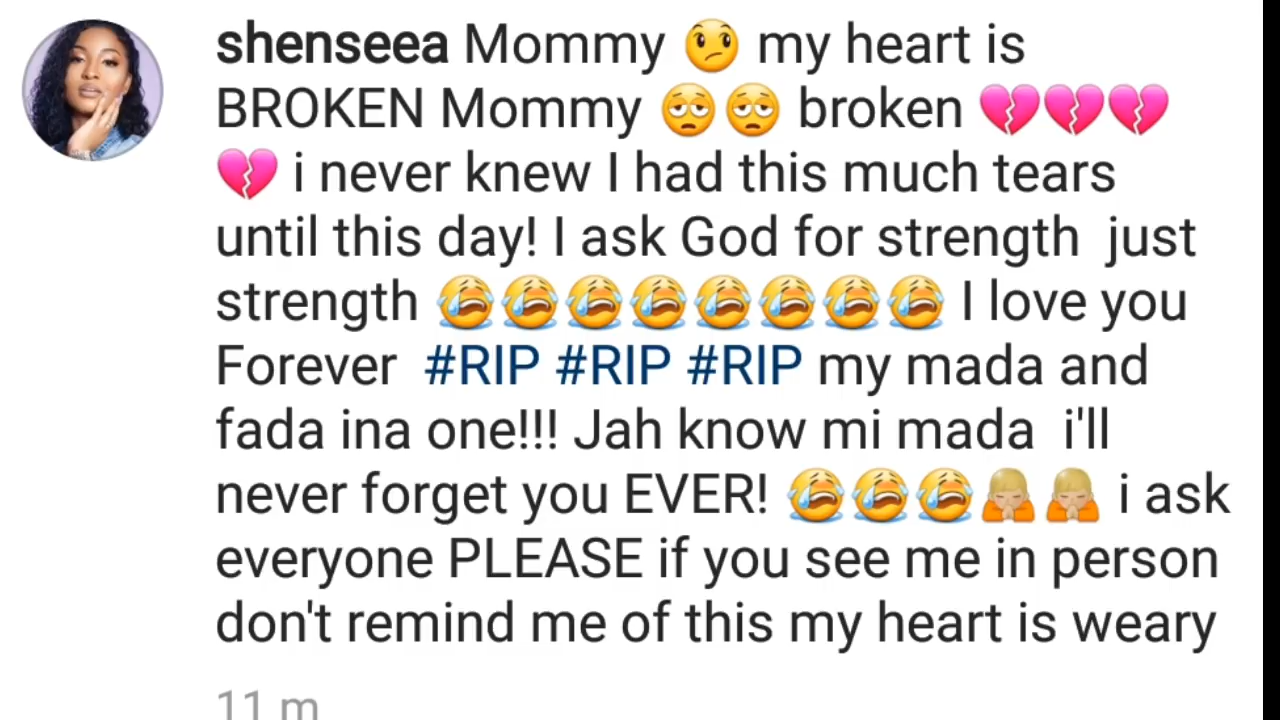 shenseea Mommy 😞 my heart is
BROKEN Mommy 😩😩 broken 💔💔💔
💔 i never knew I had this much tears
until this day! I ask God for strength just
strength 😭😭😭😭😭😭😭😭 I love you
Forever #RIP #RIP #RIP my mada and
fada ina one!!! Jah know mi mada i'll
never forget you EVER! 😭😭😭🙏🏼🙏🏼 i ask
everyone PLEASE if you see me in person
don't remind me of this my heart is weary
11 m